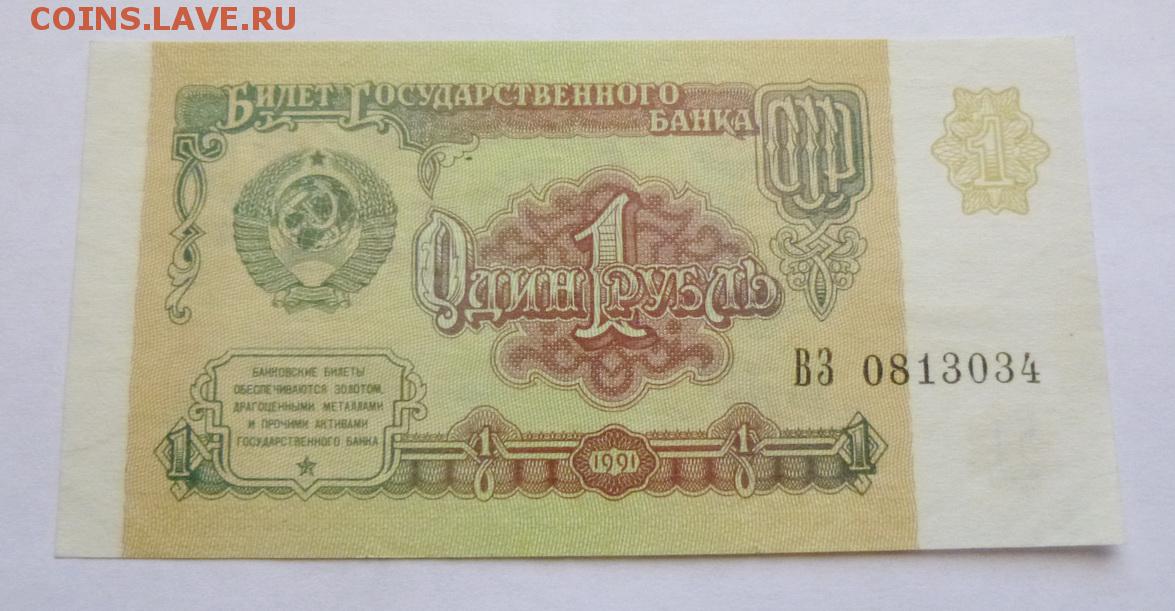 COINS.LAVE.RU
БИЛЕТ ГОСУДАРСТВЕННОГО
БАНКА СССР
1
ОДИН 1 РУБЛЬ
БАНКОВСКИЕ БИЛЕТЫ
ОБЕСПЕЧИВАЮТСЯ ЗОЛОТОМ,
ДРАГОЦЕННЫМИ МЕТАЛЛАМИ
И ПРОЧИМИ АКТИВАМИ
ГОСУДАРСТВЕННОГО БАНКА
ВЗ 0813034
1 1 1991 1 1